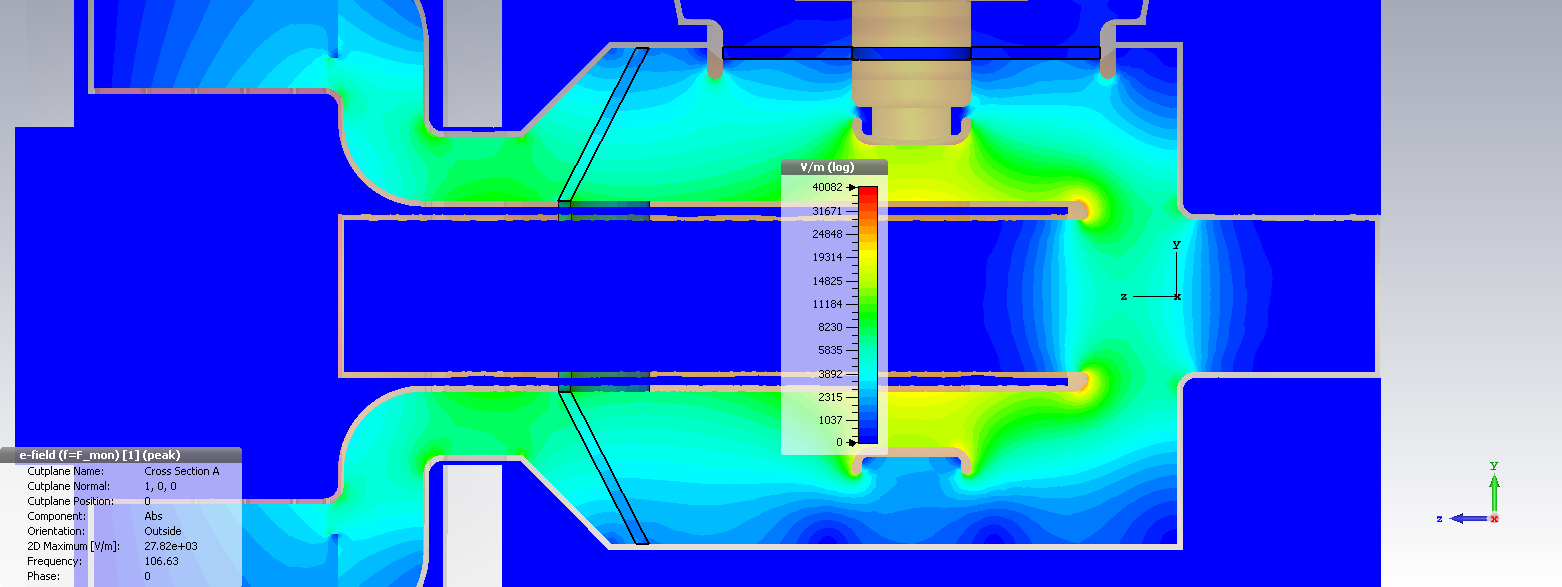 V/m (log)
40082
31671
24848
19314
14825
11184
8230
5835
3892
2315
1037
0
y
z
x
e-field (f=F_mon) [1] (peak)
Cutplane Name: Cross Section A
Cutplane Normal: 1, 0, 0
Cutplane Position: 0
Component: Abs
Orientation: Outside
2D Maximum [V/m]: 27.82e+03
Frequency: 106.63
Phase: 0
y
z
x